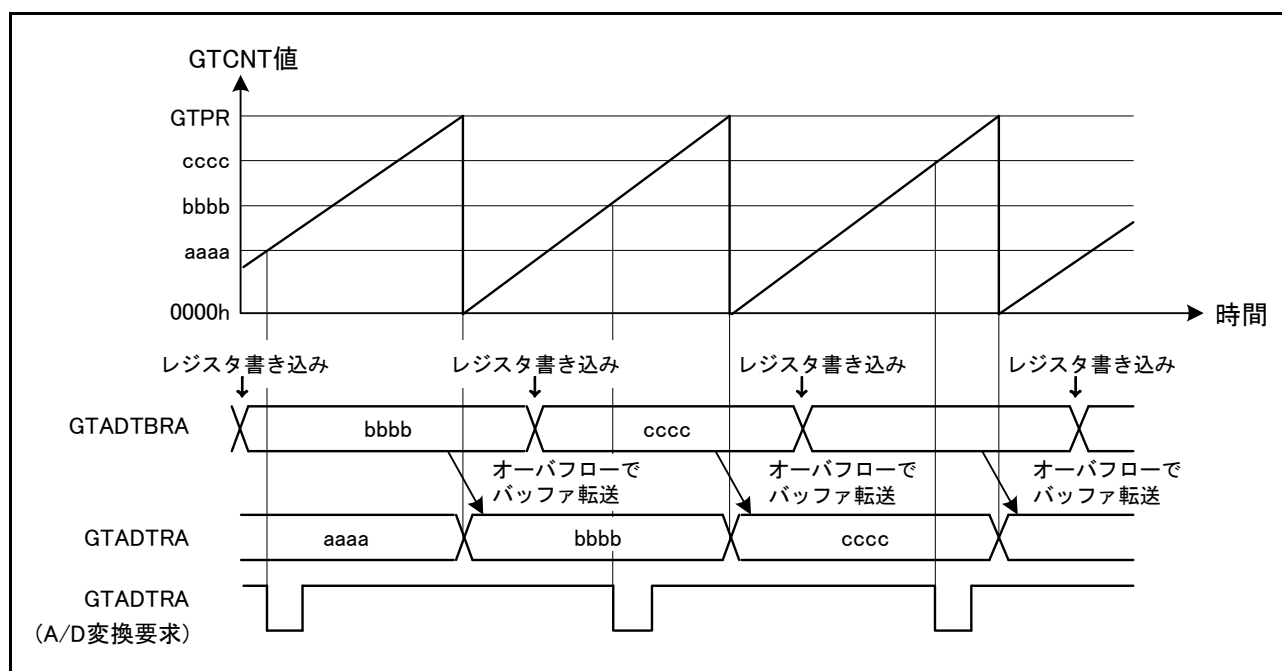 GTCNT値
GTPR
cccc
bbbb
aaaa
0000h
時間
レジスタ書き込み
レジスタ書き込み
レジスタ書き込み
レジスタ書き込み
GTADTBRA
bbbb
cccc
オーバフローで
バッファ転送
オーバフローで
バッファ転送
オーバフローで
バッファ転送
GTADTRA
aaaa
bbbb
cccc
GTADTRA
(A/D変換要求)